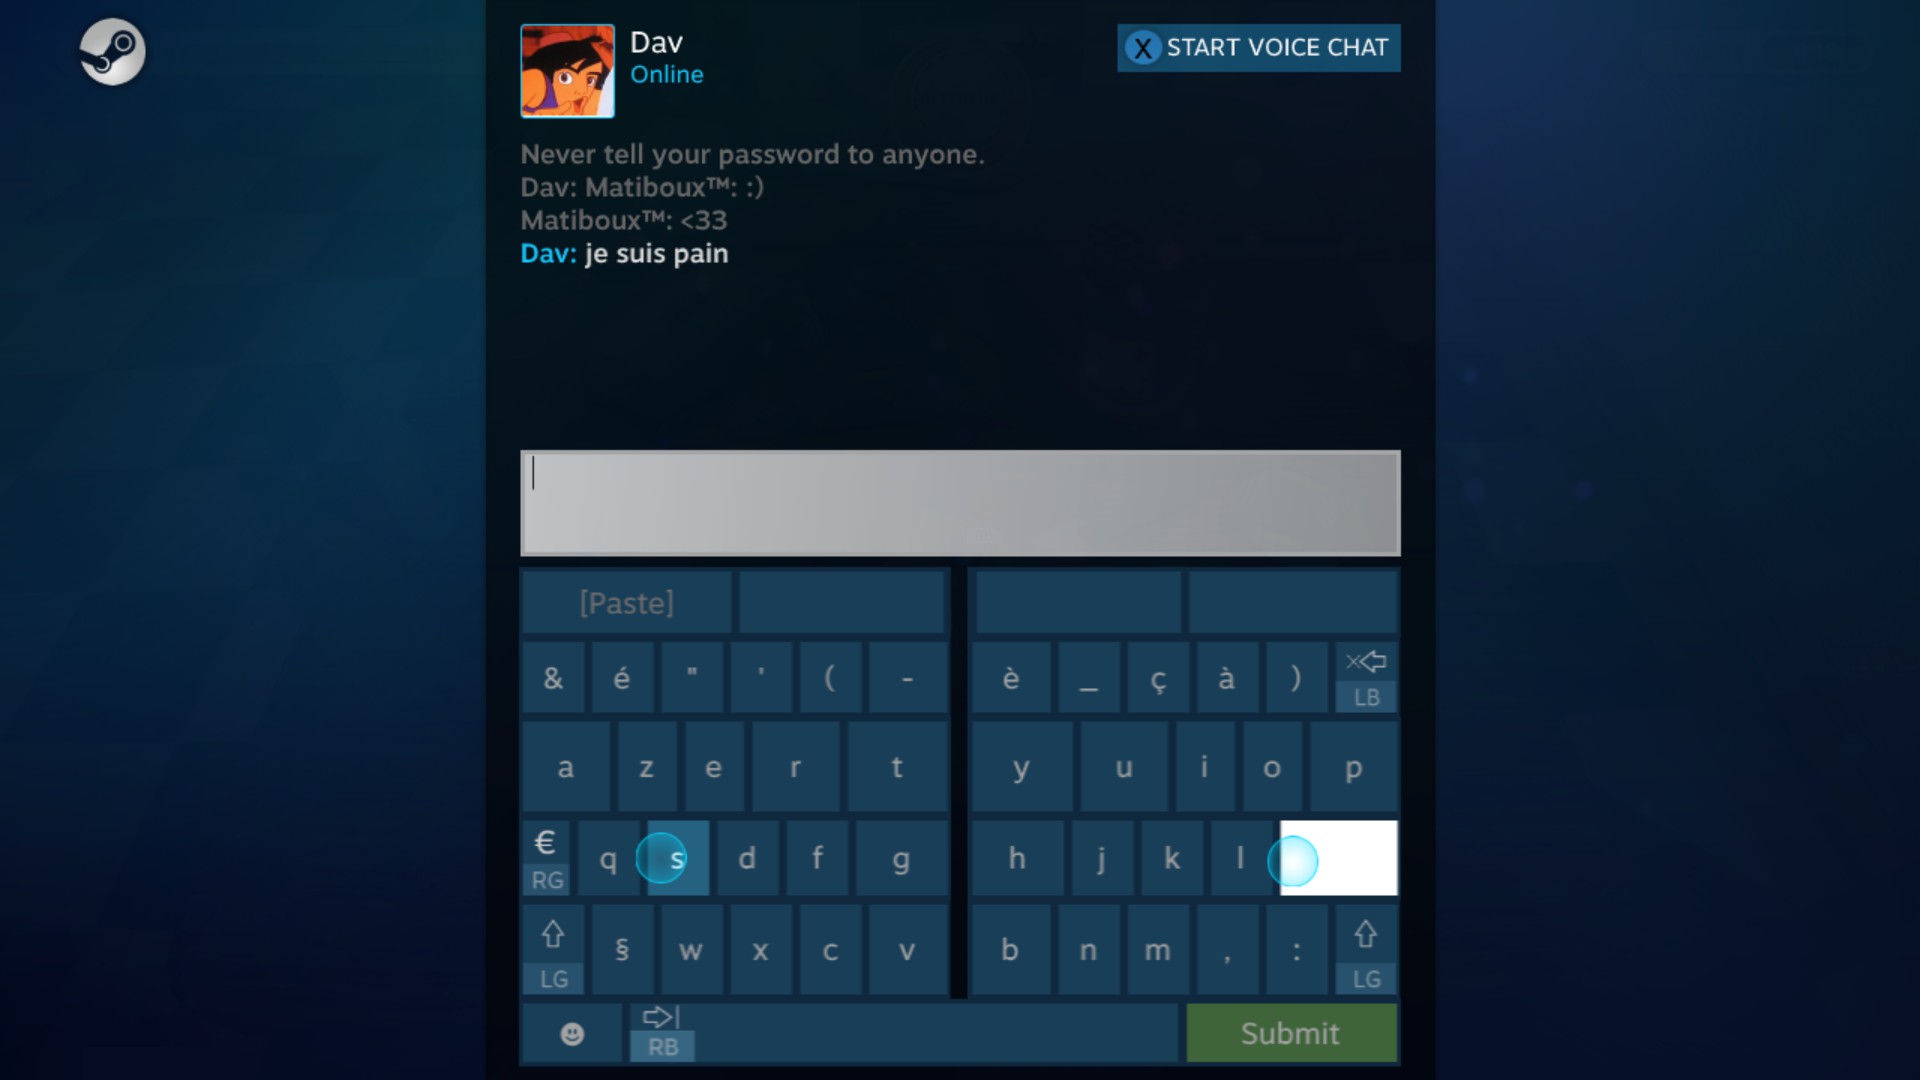 Dav
Online
X START VOICE CHAT
Never tell your password to anyone.
Dav: Matiboux™: :)
Matiboux™: <33
Dav: je suis pain
[Paste]
& é " ' ( - è _ ç à )
LB
a z e r t y u i o p
€ q s d f g h j k l
RG
§ w x c v b n m , :
LG LG
RB
Submit